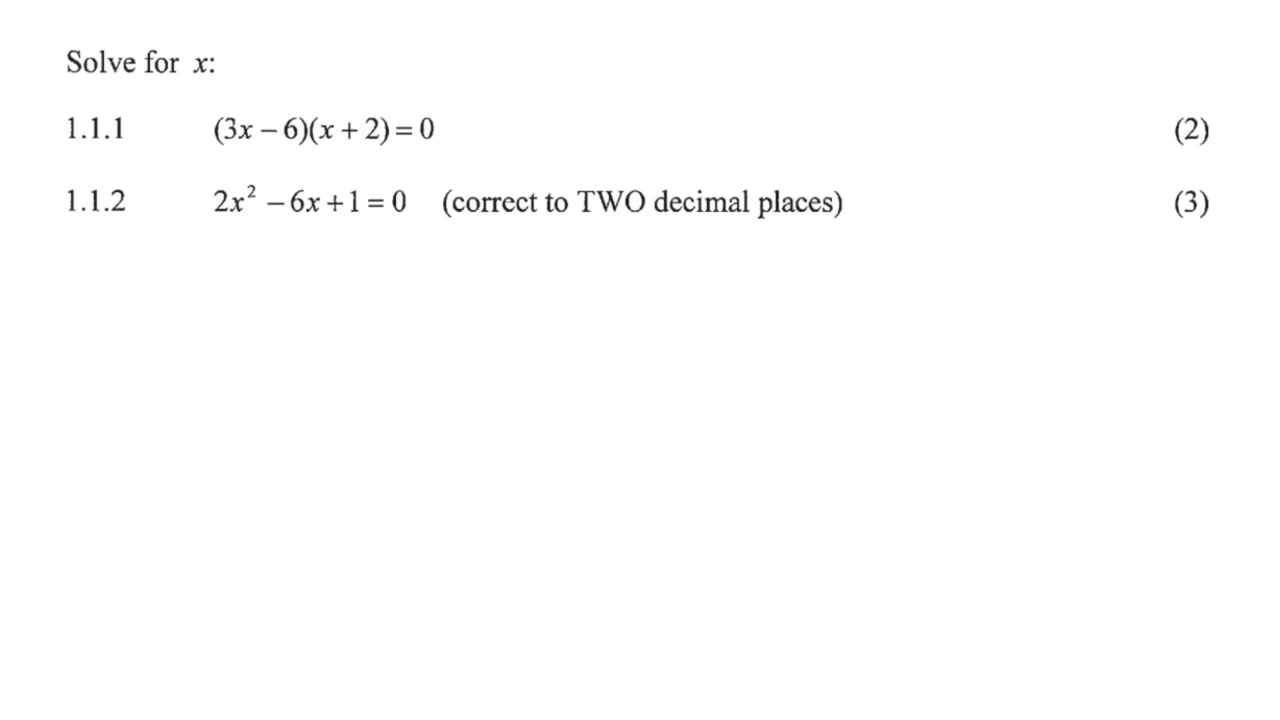 Solve for x:
1.1.1 (3x – 6)(x + 2) = 0 (2)
1.1.2 2x² – 6x + 1 = 0 (correct to TWO decimal places) (3)